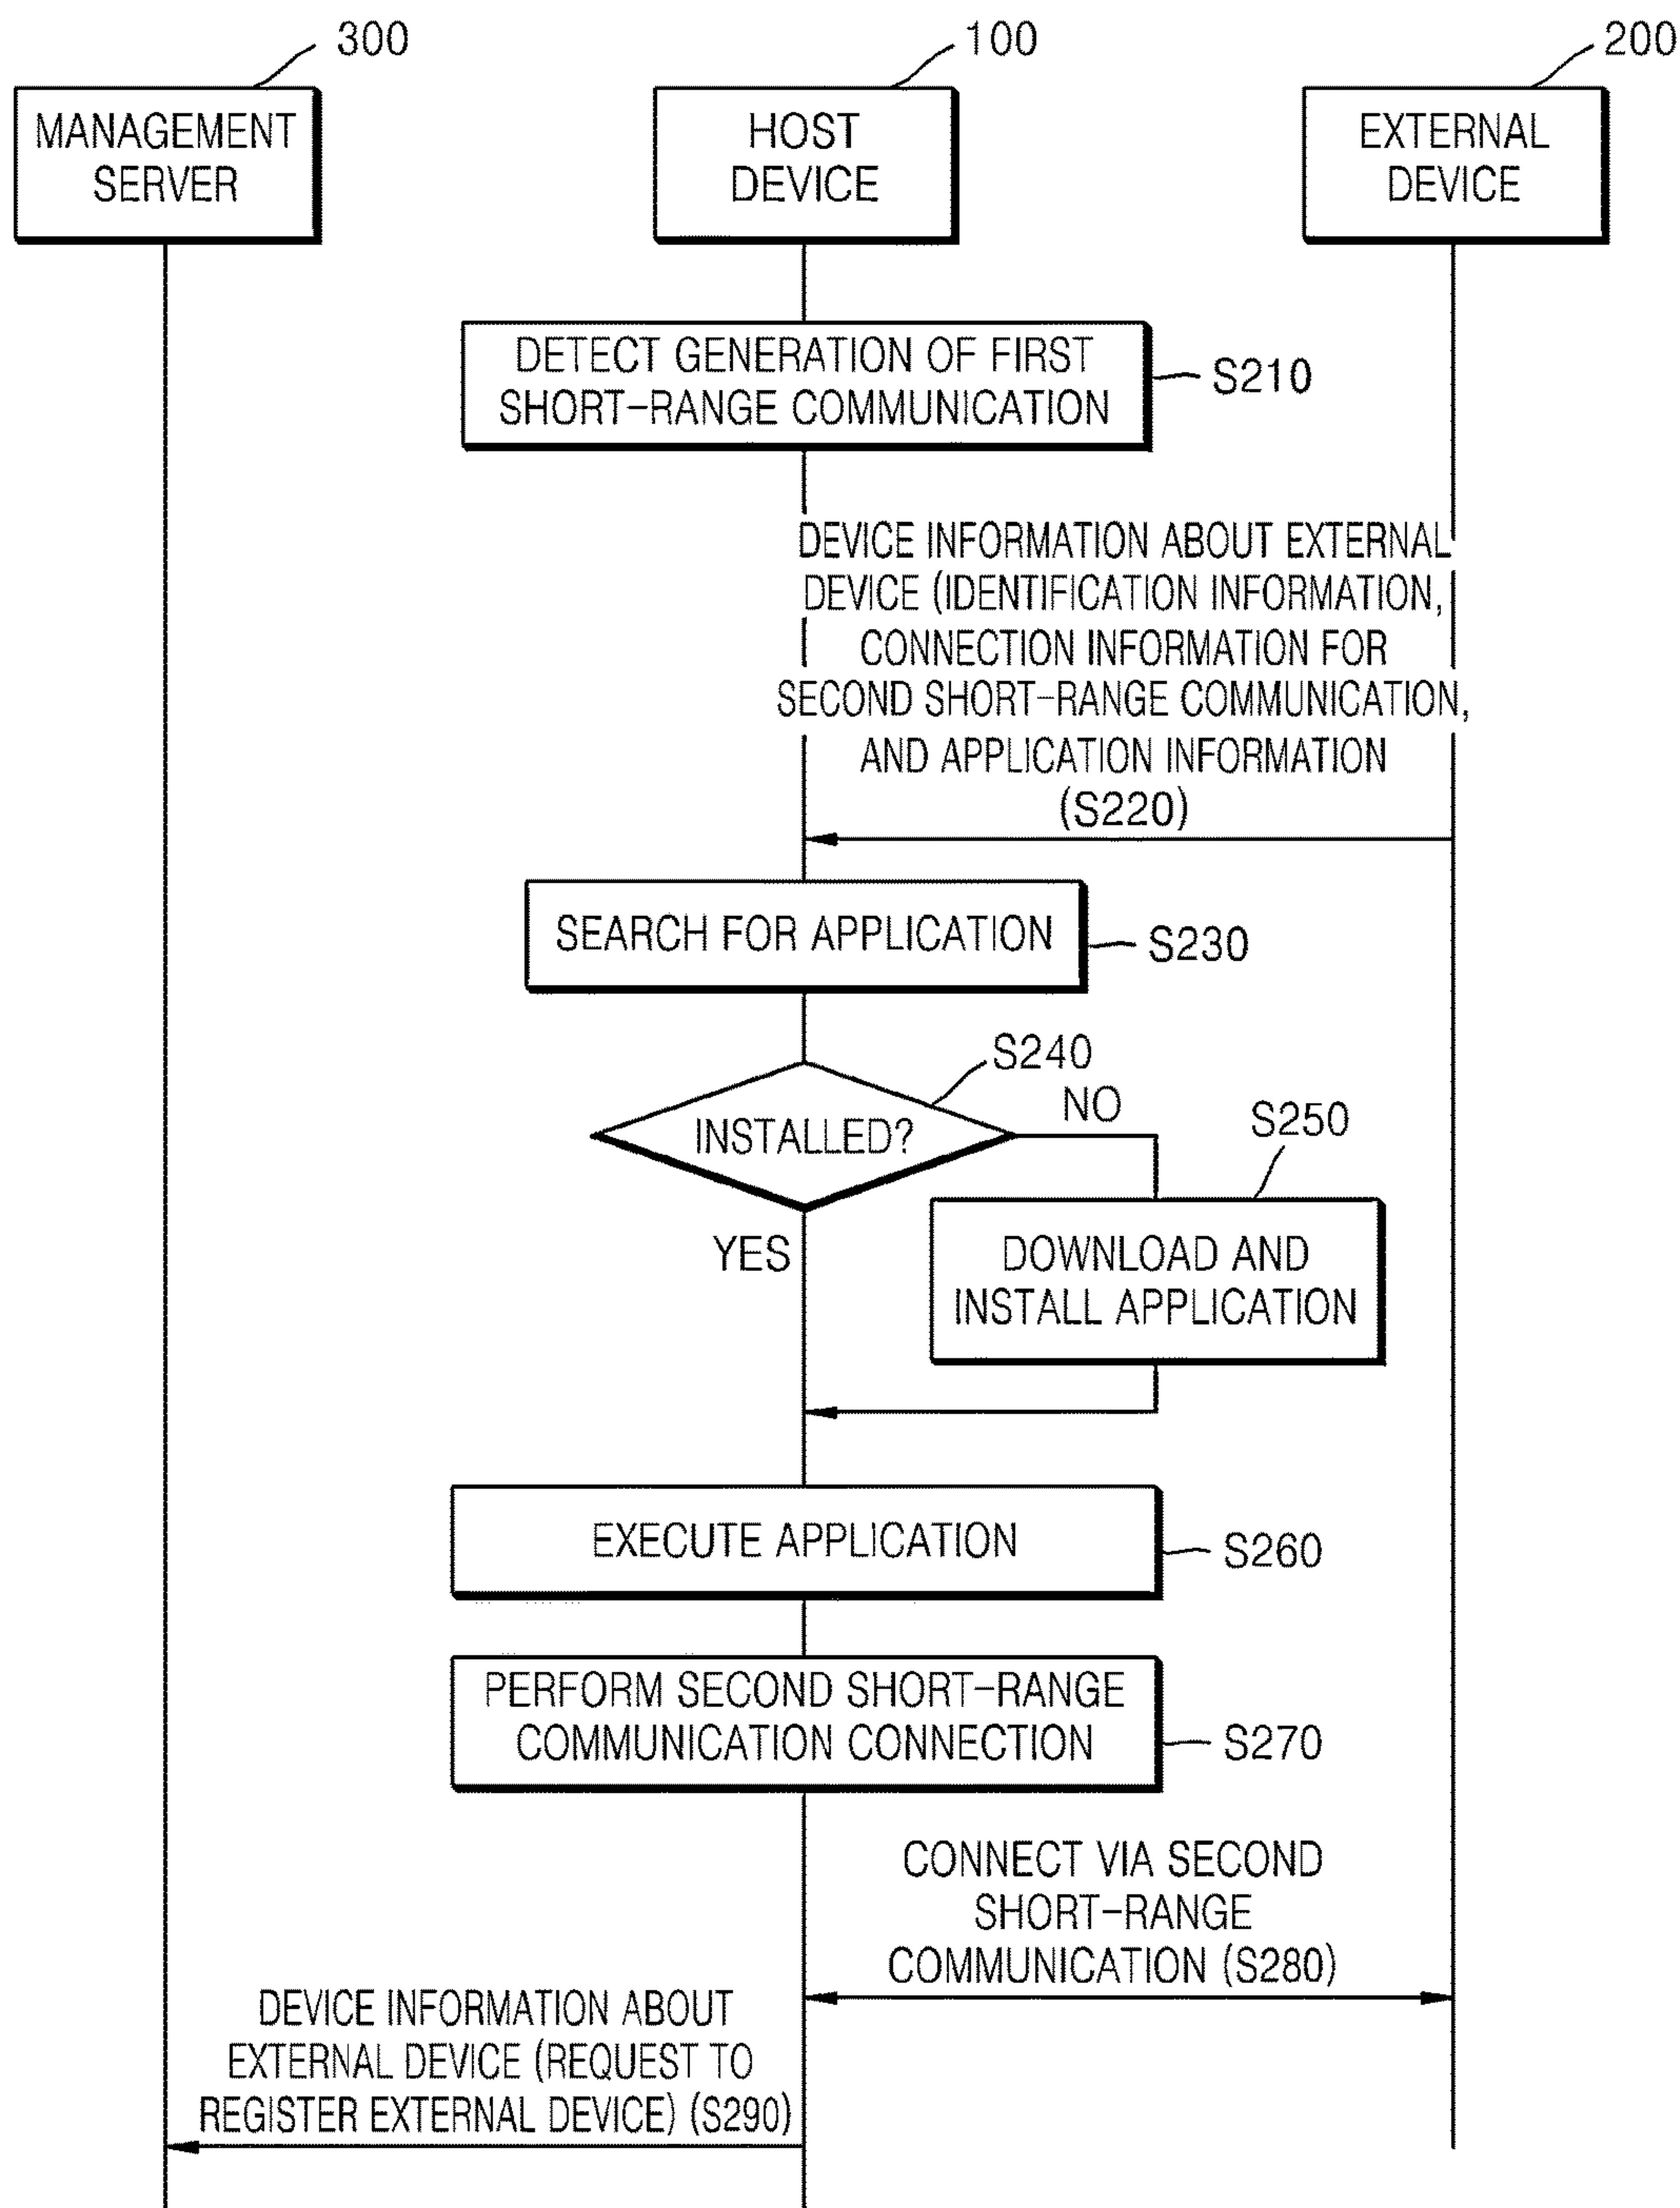 300
100
200
MANAGEMENT
SERVER
HOST
DEVICE
EXTERNAL
DEVICE
DETECT GENERATION OF FIRST
SHORT-RANGE COMMUNICATION
S210
DEVICE INFORMATION ABOUT EXTERNAL
DEVICE (IDENTIFICATION INFORMATION,
CONNECTION INFORMATION FOR
SECOND SHORT-RANGE COMMUNICATION,
AND APPLICATION INFORMATION
(S220)
SEARCH FOR APPLICATION
S230
S240
INSTALLED?
NO
YES
S250
DOWNLOAD AND
INSTALL APPLICATION
EXECUTE APPLICATION
S260
PERFORM SECOND SHORT-RANGE
COMMUNICATION CONNECTION
S270
CONNECT VIA SECOND
SHORT-RANGE
COMMUNICATION (S280)
DEVICE INFORMATION ABOUT
EXTERNAL DEVICE (REQUEST TO
REGISTER EXTERNAL DEVICE) (S290)